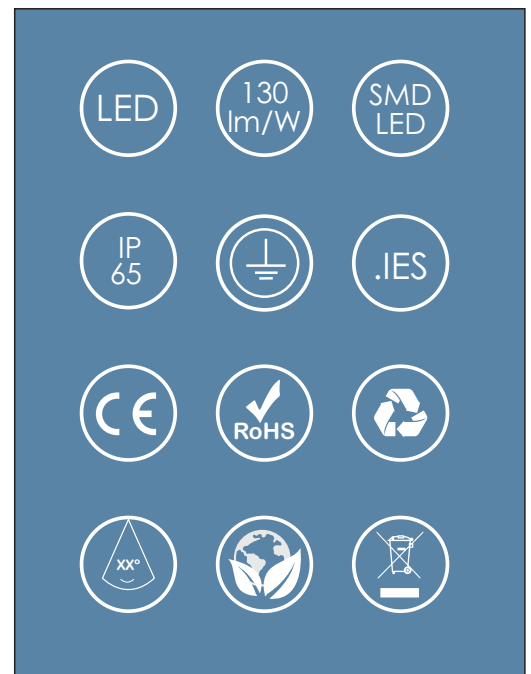 LED
130
lm/W
SMD
LED
IP
65
.IES
CE
RoHS
XX°